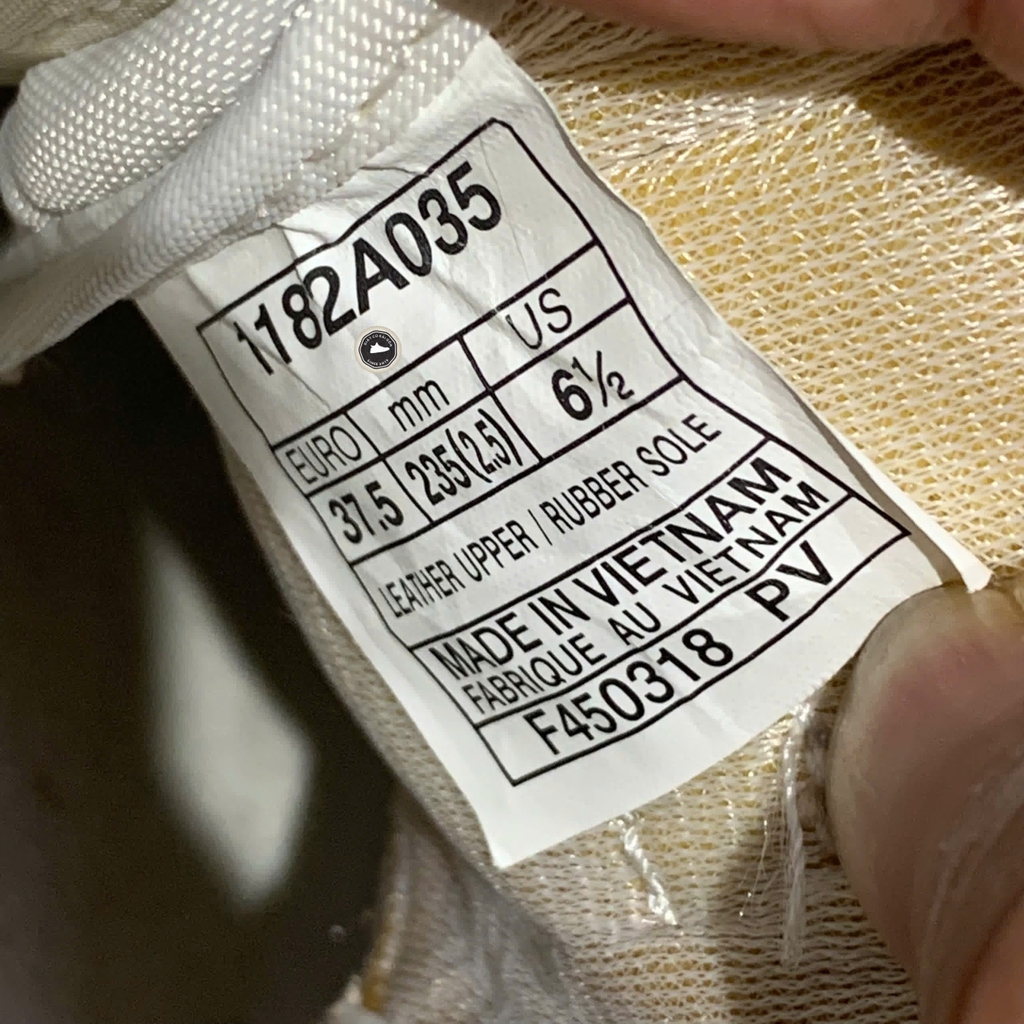 1182A035
EURO mm US
37.5 235(2.5) 6½
LEATHER UPPER / RUBBER SOLE
MADE IN VIETNAM
FABRIQUE AU VIETNAM
F450318 PV